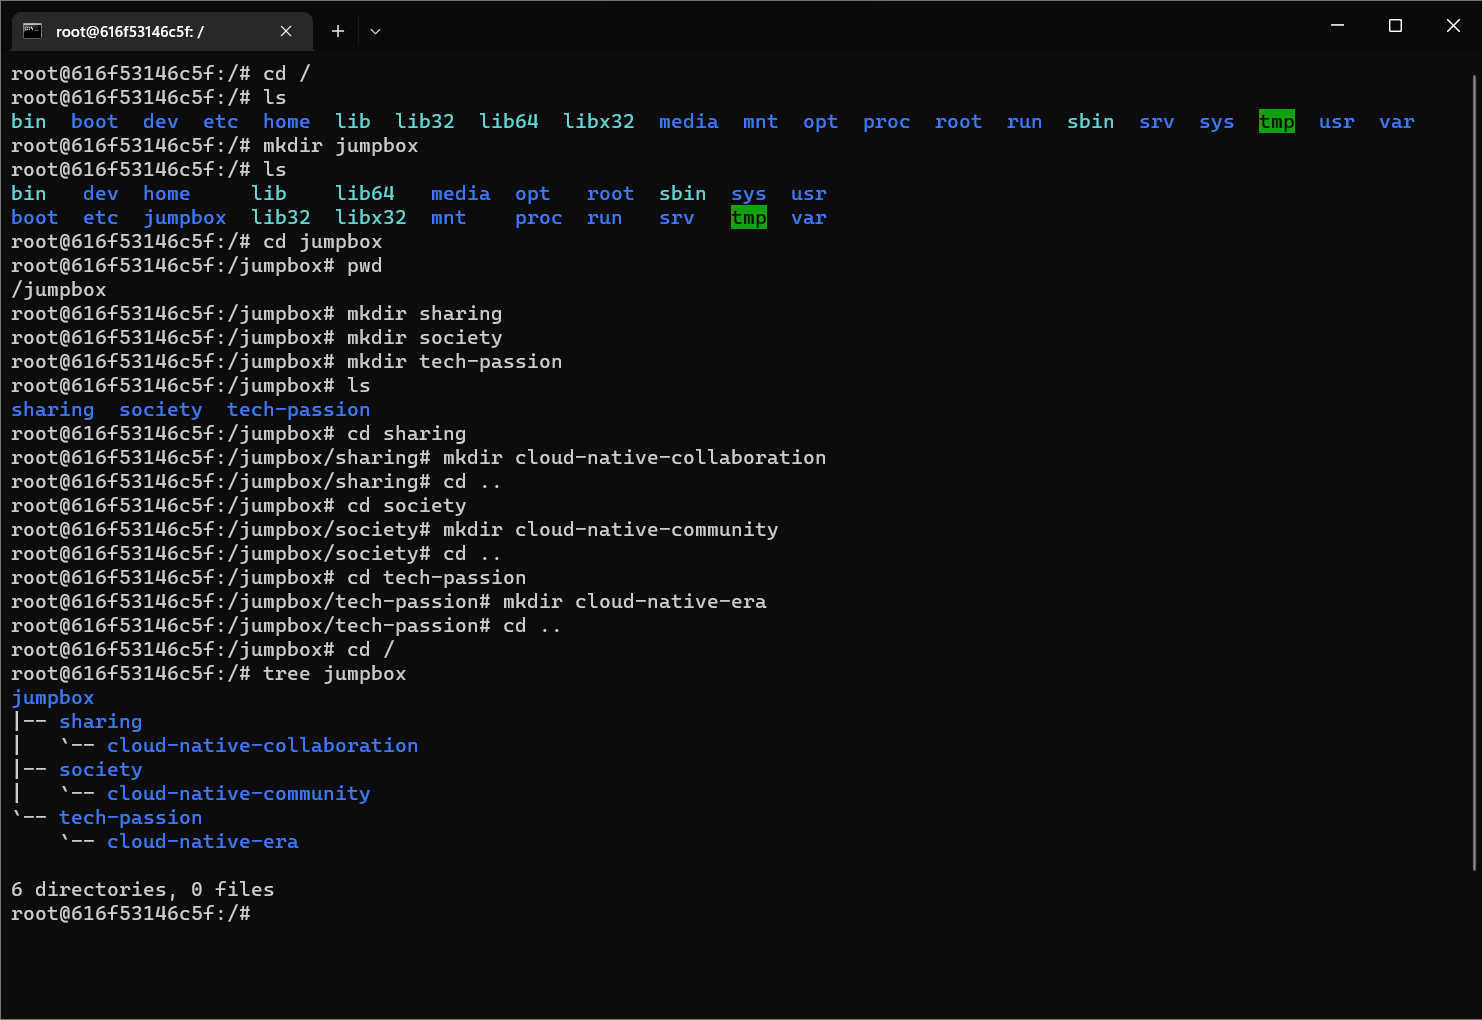 root@616f53146c5f: /
root@616f53146c5f:/# cd /
root@616f53146c5f:/# ls
bin  boot  dev  etc  home  lib  lib32  lib64  libx32  media  mnt  opt  proc  root  run  sbin  srv  sys  tmp  usr  var
root@616f53146c5f:/# mkdir jumpbox
root@616f53146c5f:/# ls
bin   dev  home     lib    lib64   media  opt   root  sbin  sys  usr
boot  etc  jumpbox  lib32  libx32  mnt    proc  run   srv   tmp  var
root@616f53146c5f:/# cd jumpbox
root@616f53146c5f:/jumpbox# pwd
/jumpbox
root@616f53146c5f:/jumpbox# mkdir sharing
root@616f53146c5f:/jumpbox# mkdir society
root@616f53146c5f:/jumpbox# mkdir tech-passion
root@616f53146c5f:/jumpbox# ls
sharing  society  tech-passion
root@616f53146c5f:/jumpbox# cd sharing
root@616f53146c5f:/jumpbox/sharing# mkdir cloud-native-collaboration
root@616f53146c5f:/jumpbox/sharing# cd ..
root@616f53146c5f:/jumpbox# cd society
root@616f53146c5f:/jumpbox/society# mkdir cloud-native-community
root@616f53146c5f:/jumpbox/society# cd ..
root@616f53146c5f:/jumpbox# cd tech-passion
root@616f53146c5f:/jumpbox/tech-passion# mkdir cloud-native-era
root@616f53146c5f:/jumpbox/tech-passion# cd ..
root@616f53146c5f:/jumpbox# cd /
root@616f53146c5f:/# tree jumpbox
jumpbox
|-- sharing
|   `-- cloud-native-collaboration
|-- society
|   `-- cloud-native-community
`-- tech-passion
    `-- cloud-native-era
6 directories, 0 files
root@616f53146c5f:/#